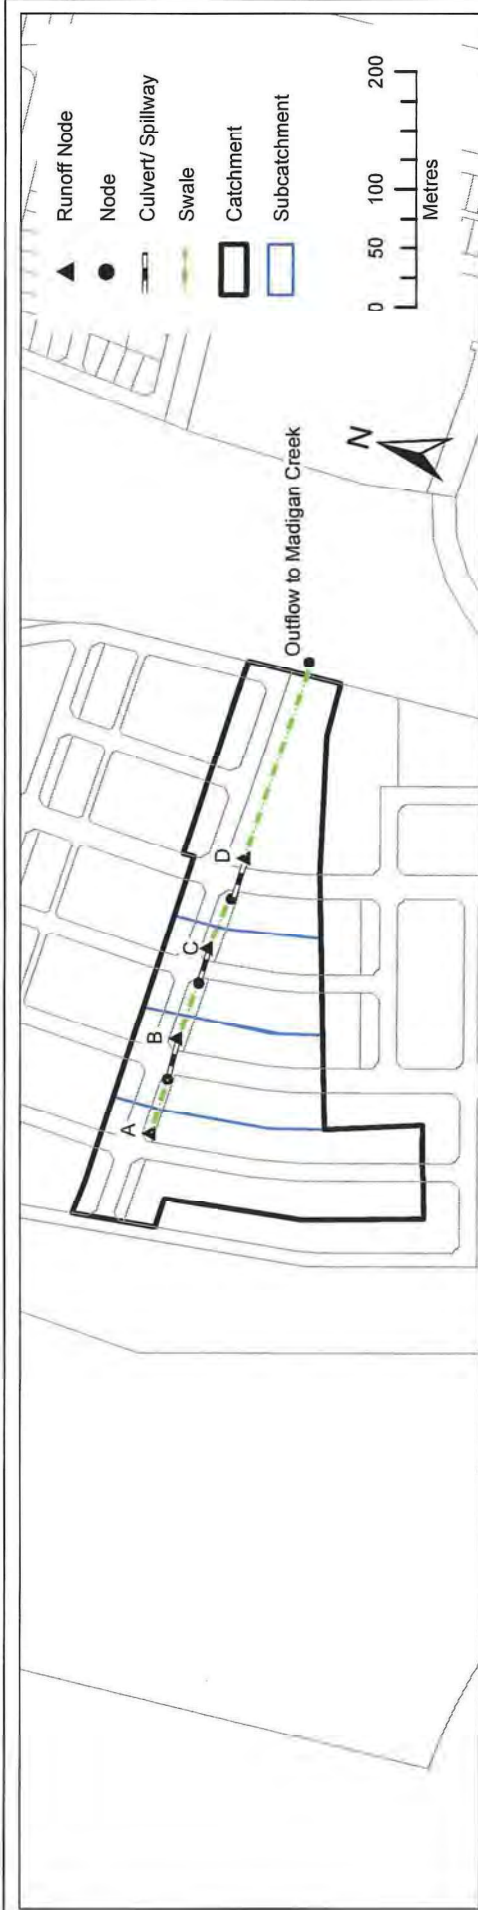 Runoff Node
Node
Culvert/ Spillway
Swale
Catchment
Subcatchment
0 50 100 200
Metres
N
Outflow to Madigan Creek
A
B
C
D